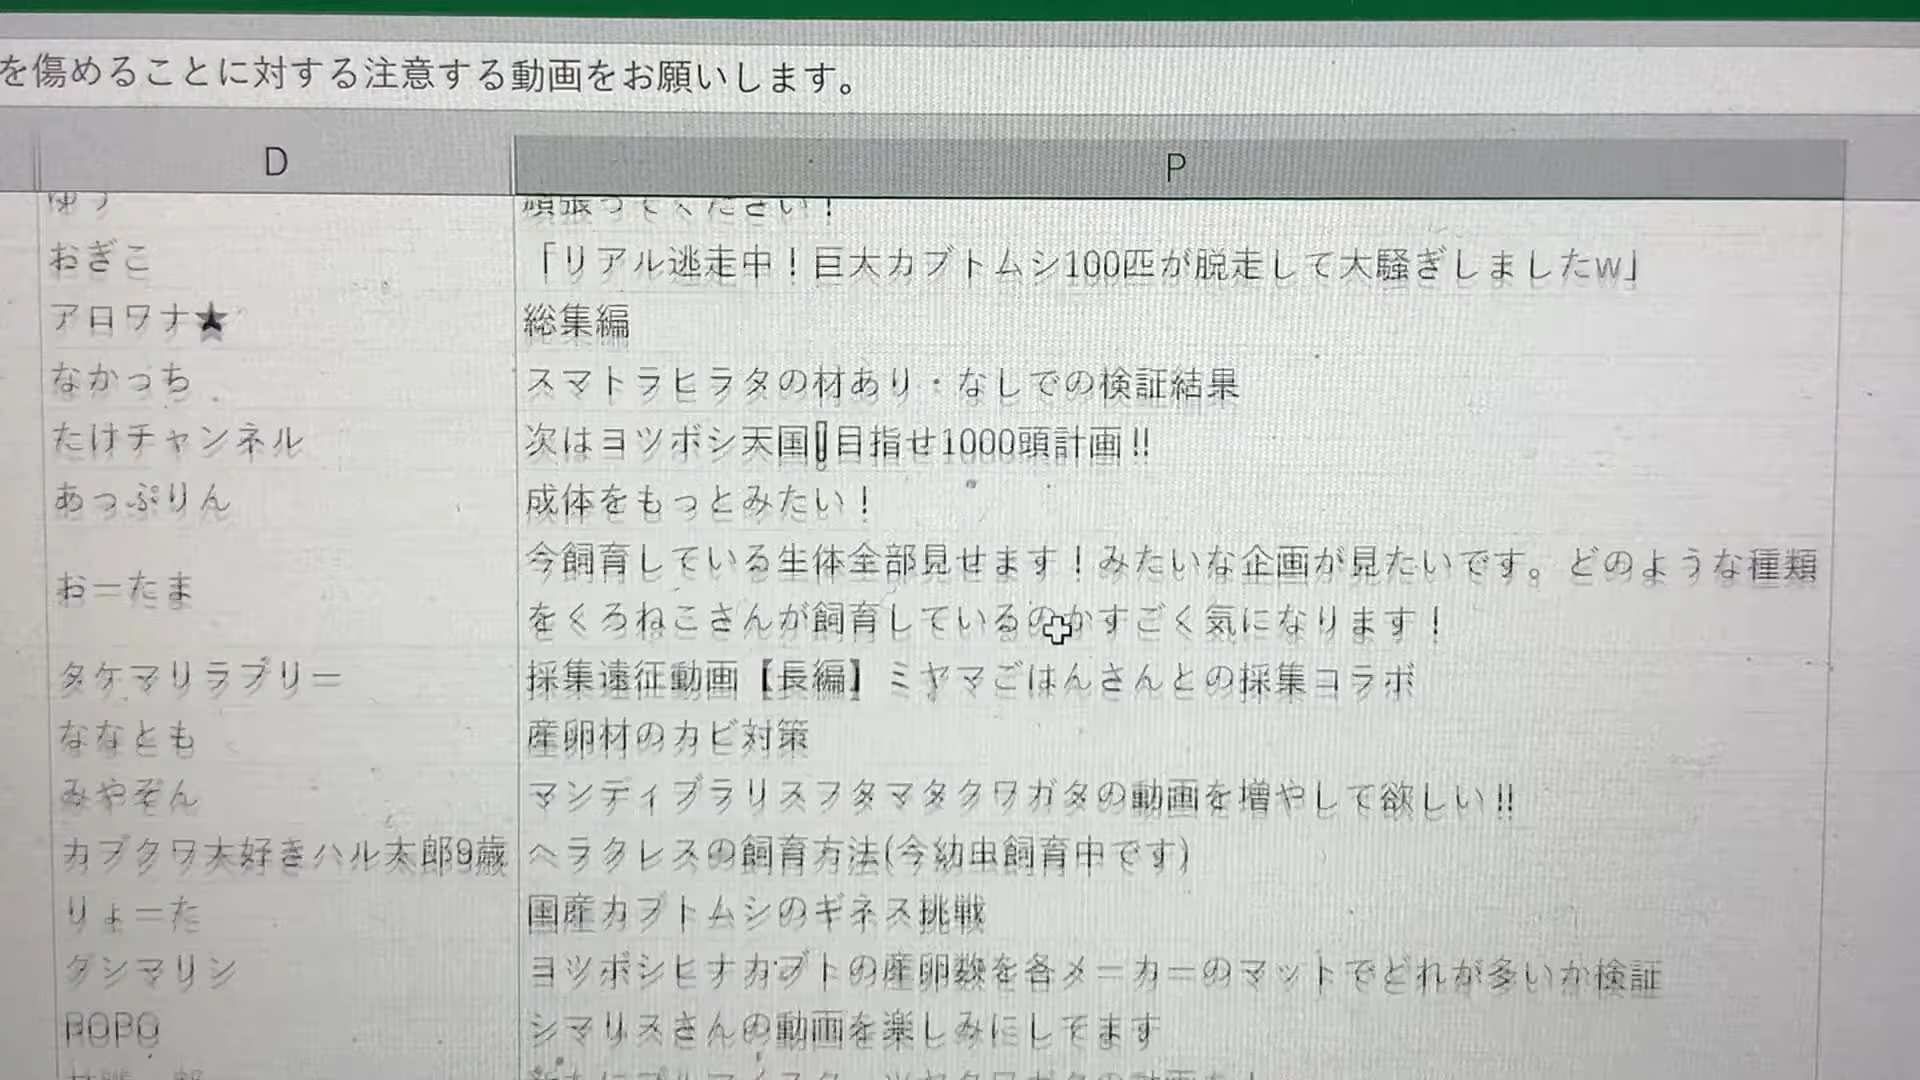 を傷めることに対する注意する動画をお願いします。
D P
ゆう 頑張ってください！
おぎこ 「リアル逃走中！巨大カブトムシ100匹が脱走して大騒ぎしましたw」
アロワナ★ 総集編
なかっち スマトラヒラタの材あり・なしでの検証結果
たけチャンネル 次はヨツボシ天国！目指せ1000頭計画!!
あっぷりん 成体をもっとみたい！
おーたま 今飼育している生体全部見せます！みたいな企画が見たいです。どのような種類
をくろねこさんが飼育しているのかすごく気になります！
タケマリラブリー 採集遠征動画【長編】ミヤマごはんさんとの採集コラボ
ななとも 産卵材のカビ対策
みやぞん マンディブラリスフタマタクワガタの動画を増やして欲しい!!
カブクワ大好きハル太郎9歳 ヘラクレスの飼育方法(今幼虫飼育中です)
りょーた 国産カブトムシのギネス挑戦
グシマリン ヨツボシヒナカブトの産卵数を各メーカーのマットでどれが多いか検証
POPO シマリスさんの動画を楽しみにしてます